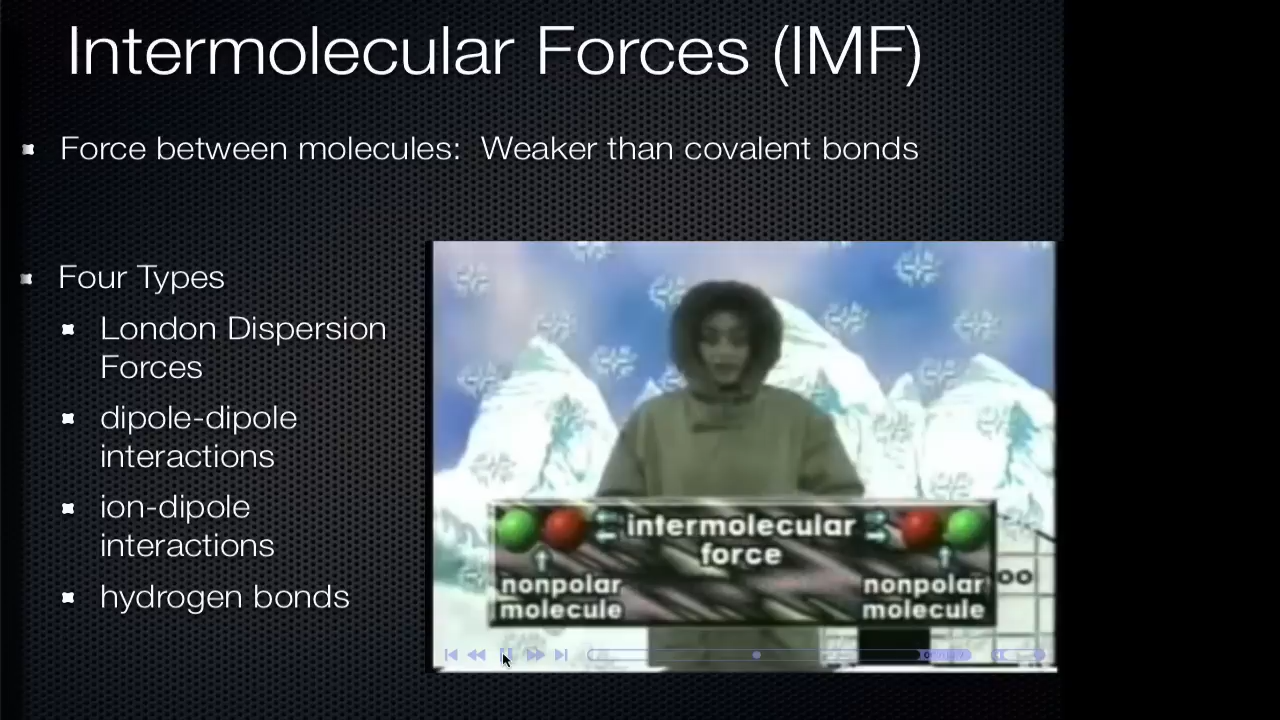 Intermolecular Forces (IMF)
Force between molecules: Weaker than covalent bonds
Four Types
London Dispersion
Forces
dipole-dipole
interactions
ion-dipole
interactions
hydrogen bonds
intermolecular
force
nonpolar
molecule
nonpolar
molecule